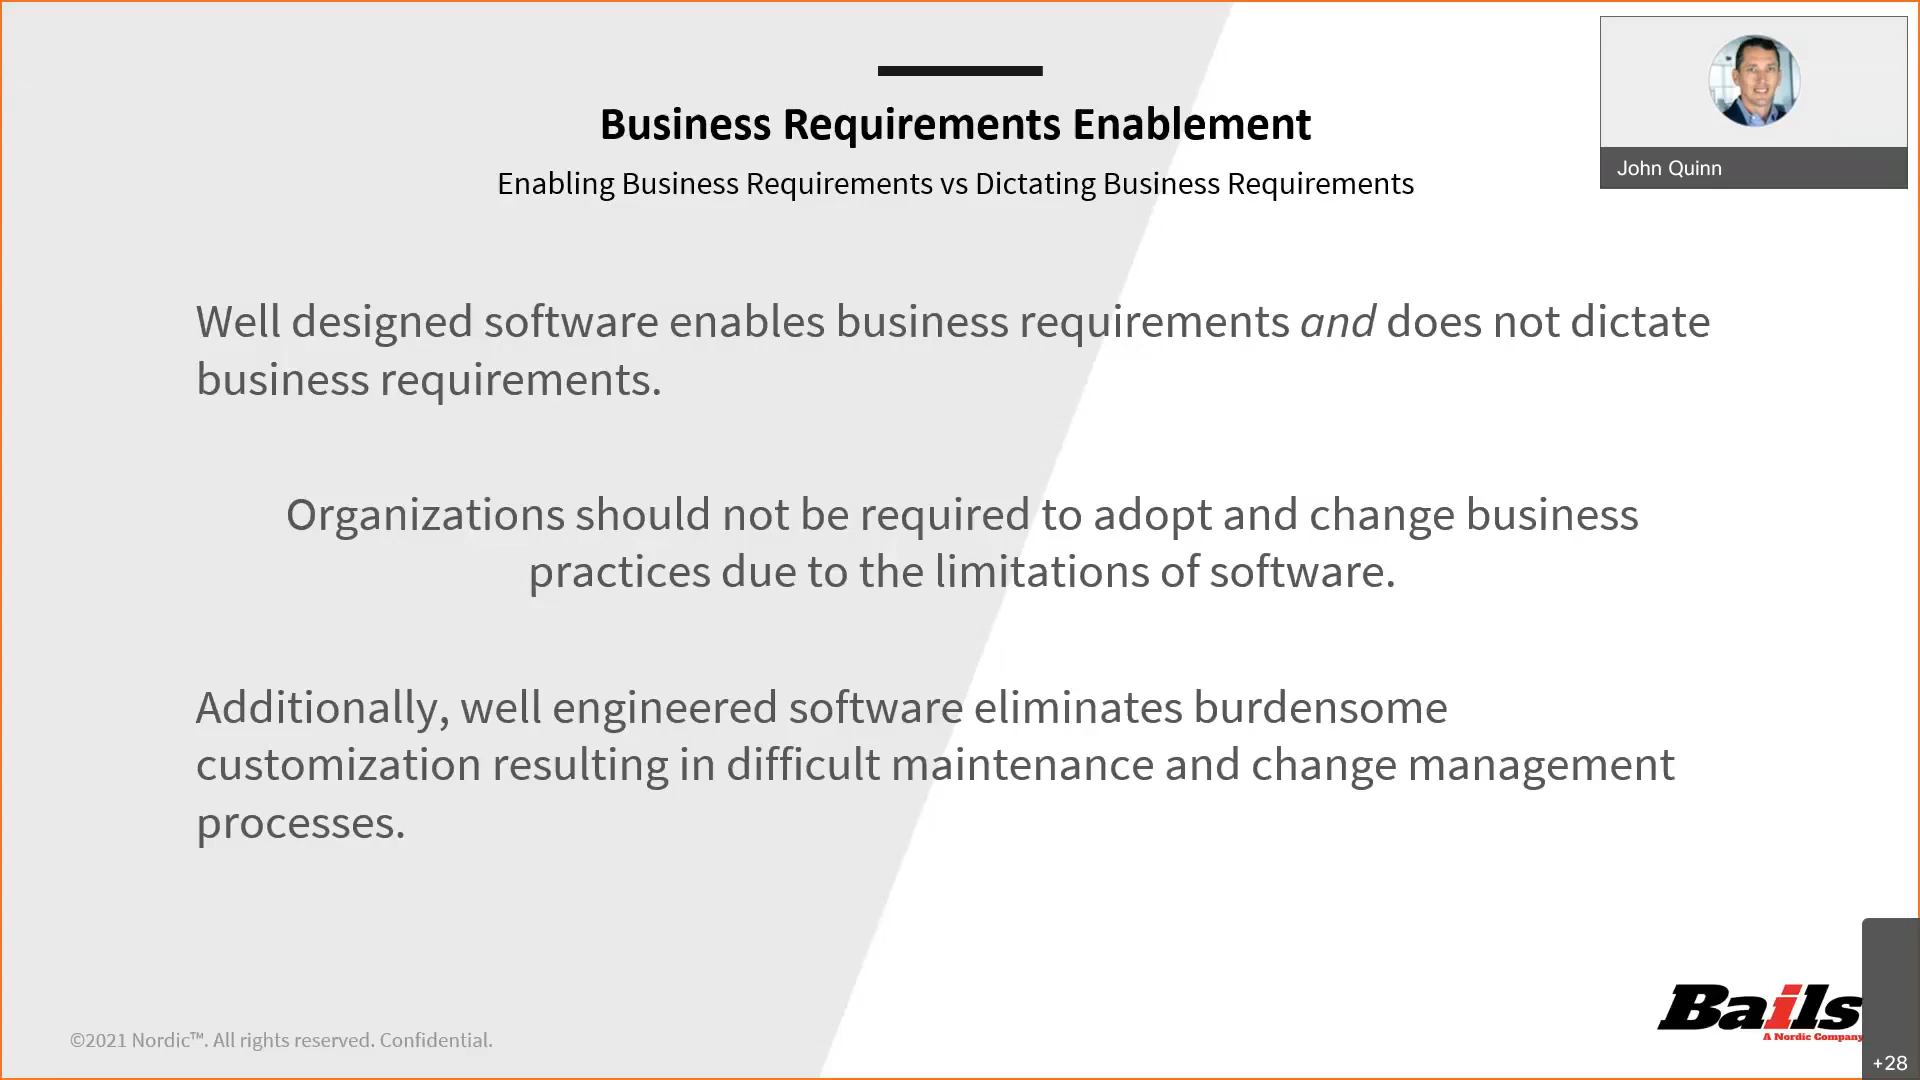 Business Requirements Enablement
Enabling Business Requirements vs Dictating Business Requirements
John Quinn
Well designed software enables business requirements and does not dictate
business requirements.
Organizations should not be required to adopt and change business
practices due to the limitations of software.
Additionally, well engineered software eliminates burdensome
customization resulting in difficult maintenance and change management
processes.
©2021 Nordic™. All rights reserved. Confidential.
Bails
A Nordic Company
+28